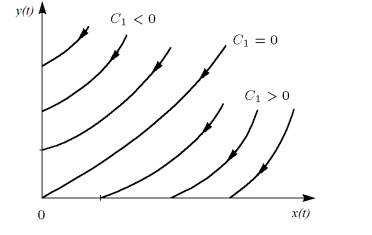 y(t)
C₁ < 0
C₁ = 0
C₁ > 0
0
x(t)